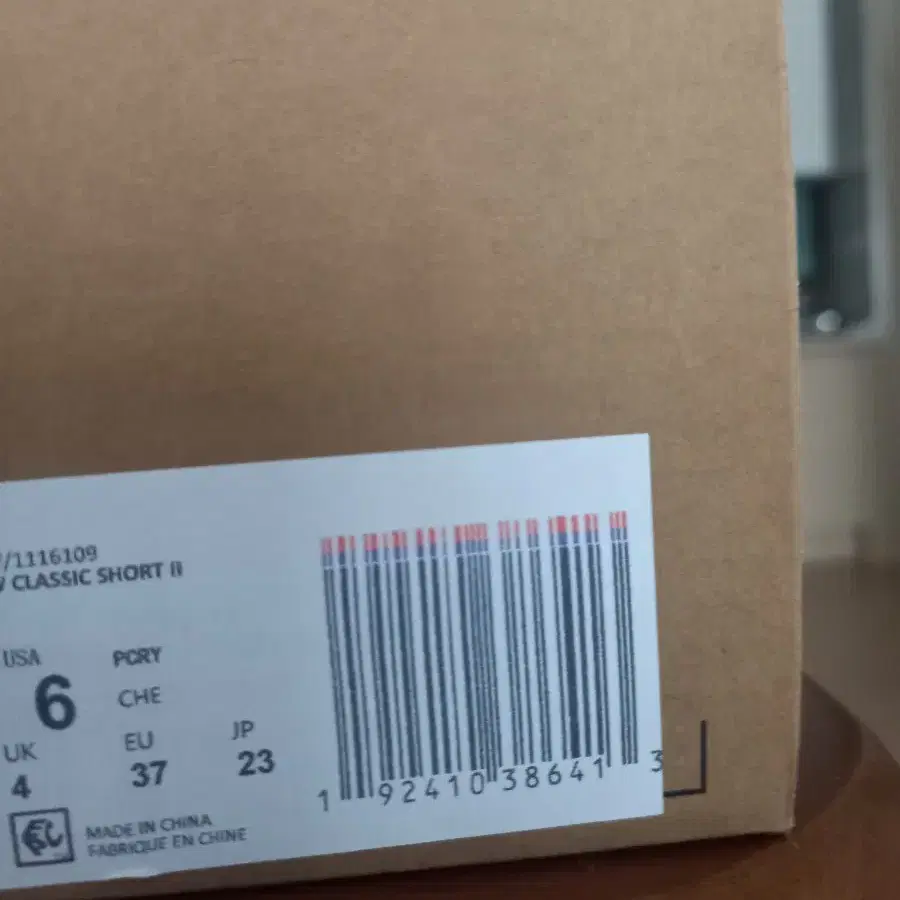 /1116109
CLASSIC SHORT II
USA PCRY
6 CHE
UK EU JP
4 37 23
1 92410 38641 3
MADE IN CHINA
FABRIQUE EN CHINE